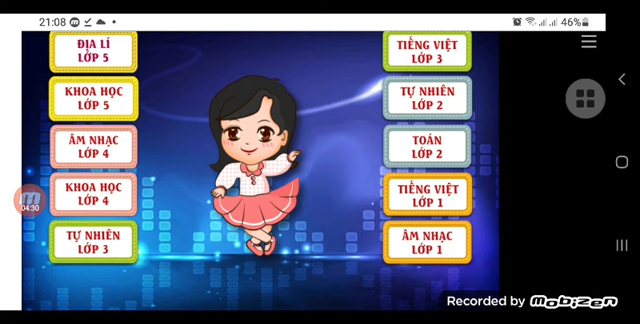 21:08
46%
ĐỊA LÍ
LỚP 5
KHOA HỌC
LỚP 5
ÂM NHẠC
LỚP 4
KHOA HỌC
LỚP 4
TỰ NHIÊN
LỚP 3
TIẾNG VIỆT
LỚP 3
TỰ NHIÊN
LỚP 2
TOÁN
LỚP 2
TIẾNG VIỆT
LỚP 1
ÂM NHẠC
LỚP 1
m
04:30
Recorded by mobizen